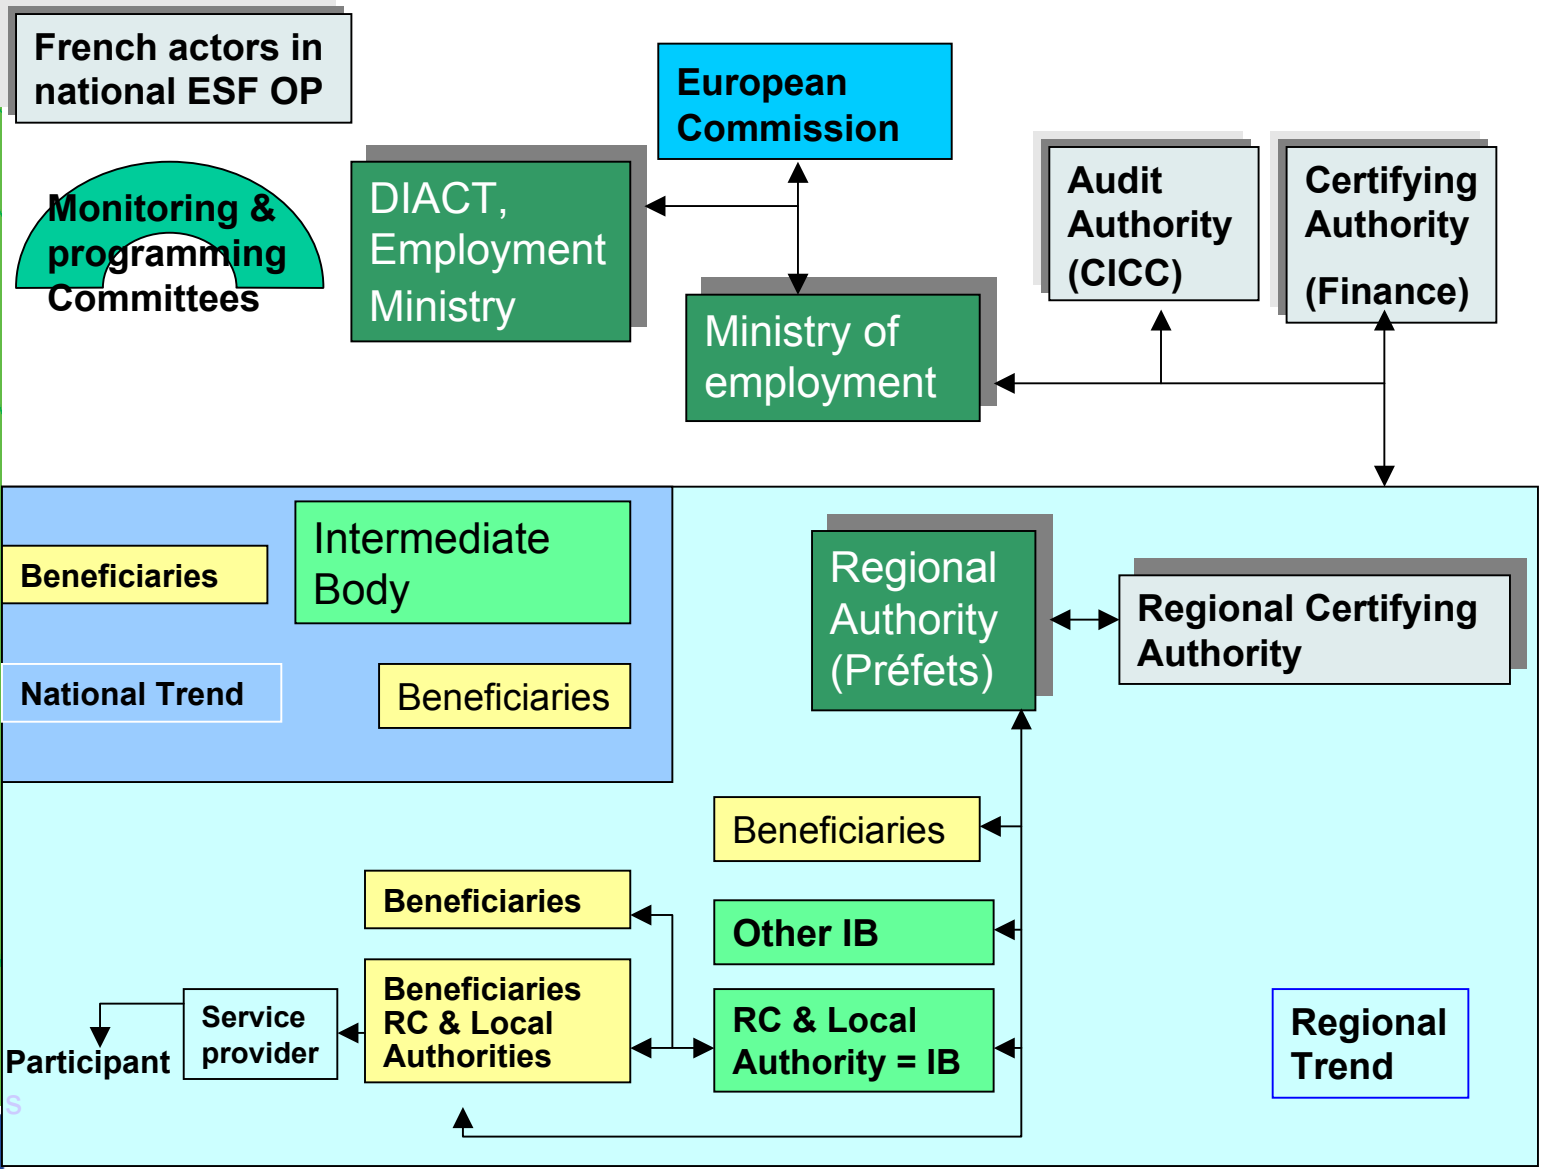 French actors in
national ESF OP
European
Commission
Monitoring &
programming
Committees
DIACT,
Employment
Ministry
Audit
Authority
(CICC)
Certifying
Authority
(Finance)
Ministry of
employment
Intermediate
Body
Beneficiaries
National Trend
Beneficiaries
Regional
Authority
(Préfets)
Regional Certifying
Authority
Beneficiaries
Beneficiaries
Other IB
Beneficiaries
RC & Local
Authorities
RC & Local
Authority = IB
Service
provider
Participant
s
Regional
Trend